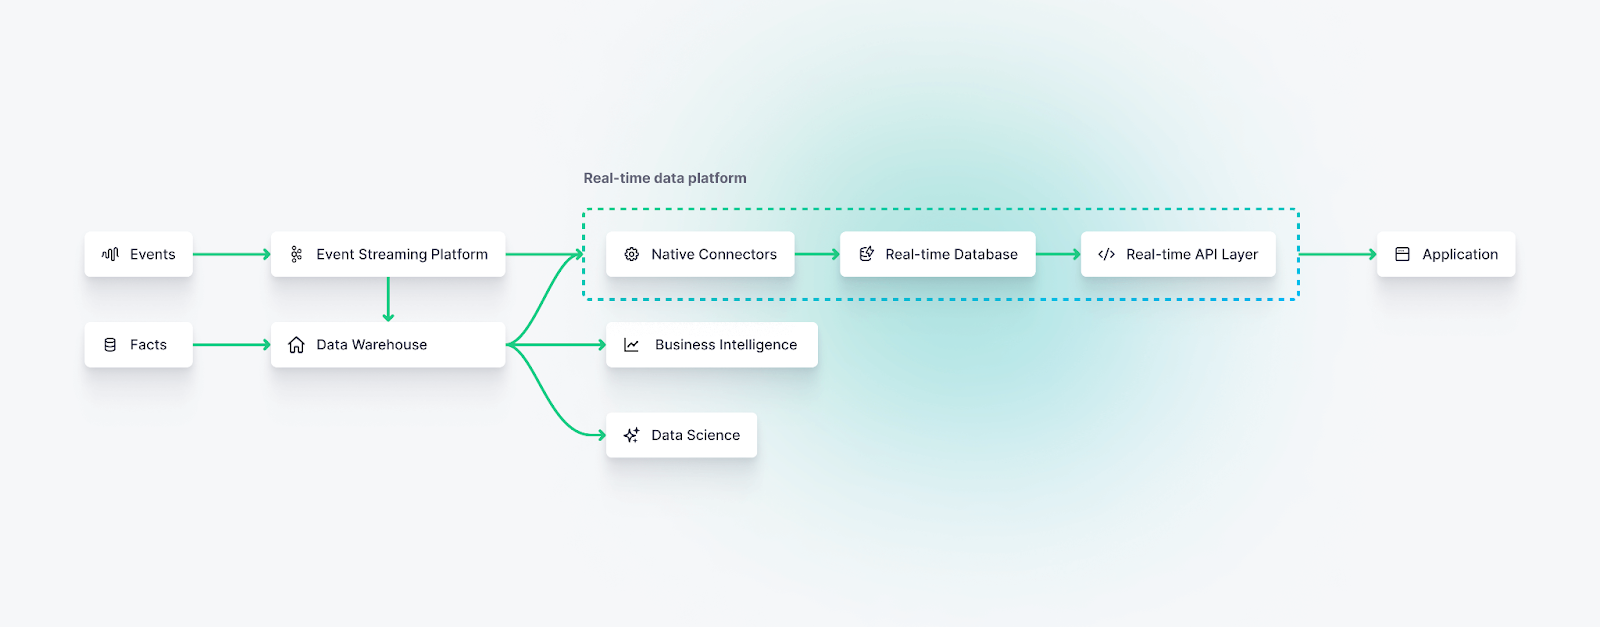 Real-time data platform
Events
Event Streaming Platform
Native Connectors
Real-time Database
Real-time API Layer
Application
Facts
Data Warehouse
Business Intelligence
Data Science